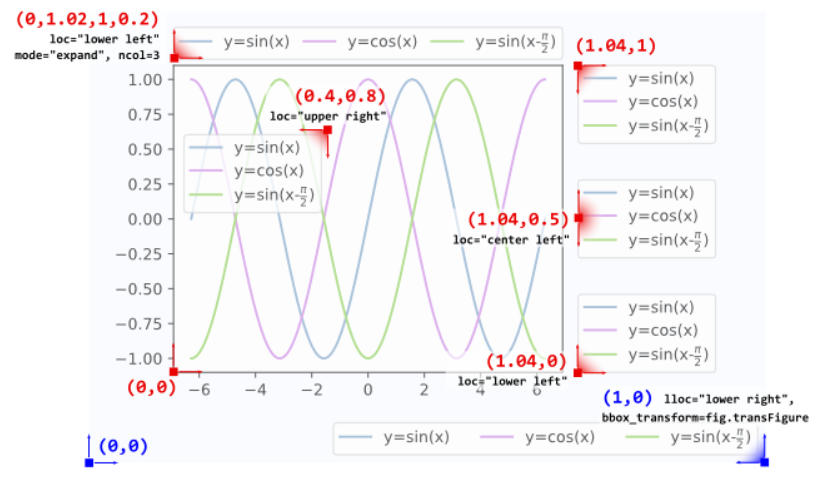 (0,1.02,1,0.2)
loc="lower left"
mode="expand", ncol=3
y=sin(x) y=cos(x) y=sin(x-π/2)
(1.04,1)
y=sin(x)
y=cos(x)
y=sin(x-π/2)
1.00
0.75
0.50
0.25
0.00
−0.25
−0.50
−0.75
−1.00
(0.4,0.8)
loc="upper right"
y=sin(x)
y=cos(x)
y=sin(x-π/2)
(1.04,0.5)
loc="center left"
y=sin(x)
y=cos(x)
y=sin(x-π/2)
(1.04,0)
loc="lower left"
y=sin(x)
y=cos(x)
y=sin(x-π/2)
(0,0)
−6 −4 −2 0 2 4 6
(1,0) lloc="lower right",
bbox_transform=fig.transFigure
y=sin(x) y=cos(x) y=sin(x-π/2)
(0,0)